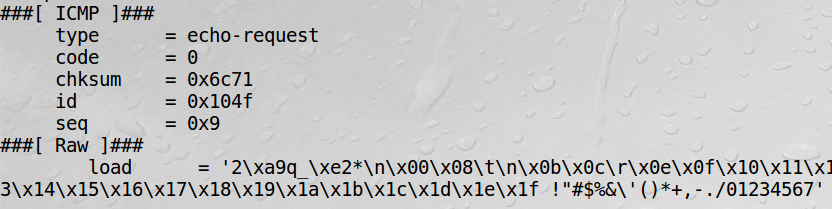 ###[ ICMP ]###
type = echo-request
code = 0
chksum = 0x6c71
id = 0x104f
seq = 0x9
###[ Raw ]###
load = '2\xa9q_\xe2*\n\x00\x08\t\n\x0b\x0c\r\x0e\x0f\x10\x11\x1
3\x14\x15\x16\x17\x18\x19\x1a\x1b\x1c\x1d\x1e\x1f !"#$%&\'()*+,-./01234567'